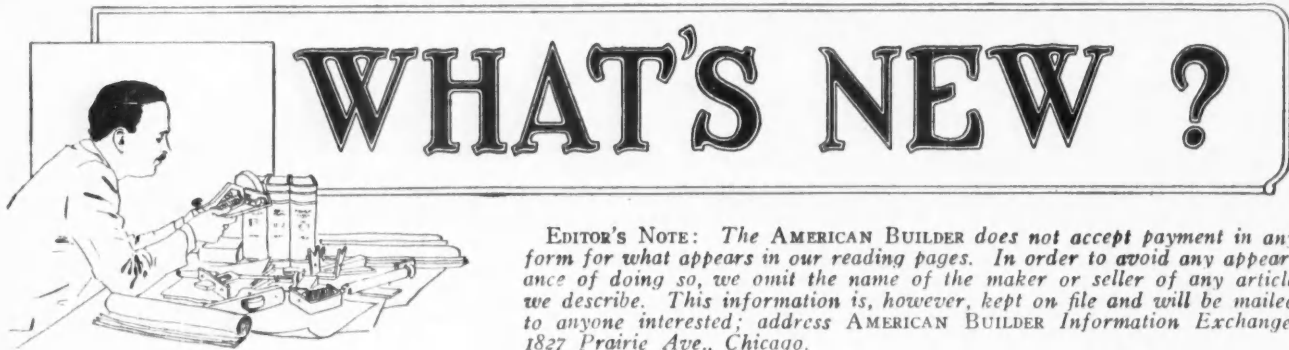 WHAT'S NEW ?
EDITOR'S NOTE: The AMERICAN BUILDER does not accept payment in any
form for what appears in our reading pages. In order to avoid any appear
ance of doing so, we omit the name of the maker or seller of any articl
we describe. This information is, however, kept on file and will be mailed
to anyone interested; address AMERICAN BUILDER Information Exchange
1827 Prairie Ave., Chicago.